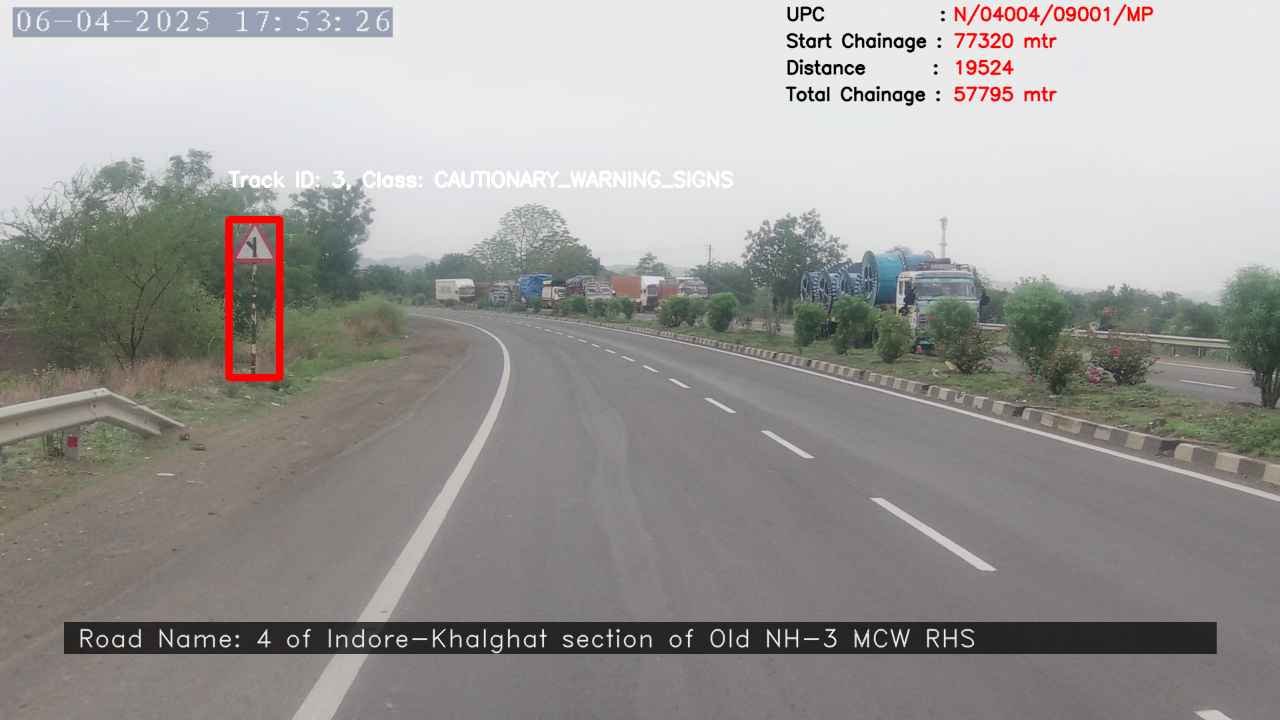 06-04-2025 17:53:26
UPC : N/04004/09001/MP
Start Chainage : 77320 mtr
Distance : 19524
Total Chainage : 57795 mtr
Track ID: 3, Class: CAUTIONARY_WARNING_SIGNS
Road Name: 4 of Indore-Khalghat section of Old NH-3 MCW RHS